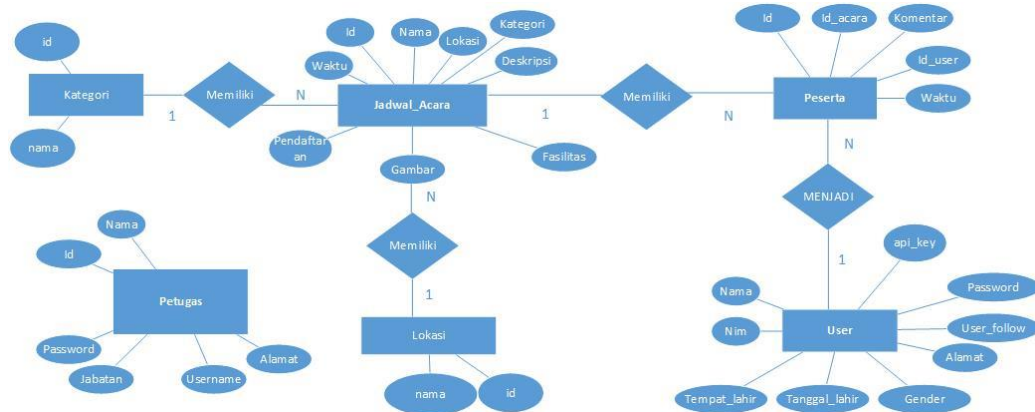 id
Kategori
nama
Memiliki
1
N
Id
Nama
Lokasi
Kategori
Waktu
Deskripsi
Jadwal_Acara
Pendaftar
an
Gambar
Fasilitas
1
Memiliki
N
Id
Id_acara
Komentar
Id_user
Peserta
Waktu
N
MENJADI
1
N
Memiliki
1
Lokasi
nama
id
Nama
Id
Petugas
Password
Jabatan
Username
Alamat
api_key
Nama
Password
Nim
User
User_follow
Alamat
Tempat_lahir
Tanggal_lahir
Gender